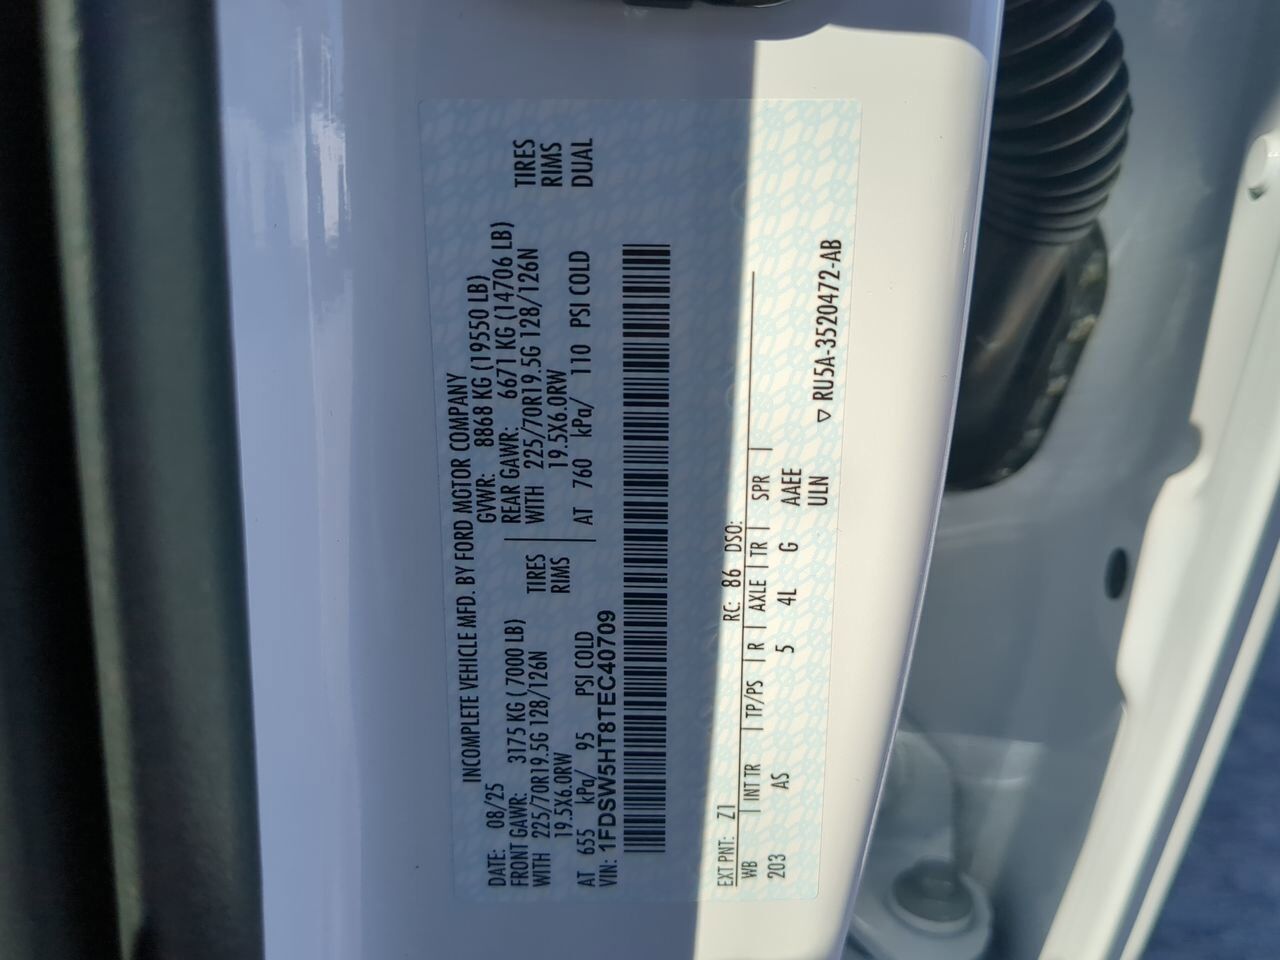 INCOMPLETE VEHICLE MFD. BY FORD MOTOR COMPANY
DATE: 08/25 GVWR: 8868 KG (19550 LB)
FRONT GAWR: 3175 KG (7000 LB) REAR GAWR: 6671 KG (14706 LB)
WITH 225/70R19.5G 128/126N TIRES WITH 225/70R19.5G 128/126N TIRES
19.5X6.0RW RIMS 19.5X6.0RW RIMS
AT 655 kPa/ 95 PSI COLD AT 760 kPa/ 110 PSI COLD DUAL
VIN: 1FDSW5HT8TEC40709
EXT PNT: Z1 RC: 86 DSO:
WB | INT TR | TP/PS | R | AXLE | TR | SPR |
203 AS 5 4L G AAEE
ULN
▽ RU5A-3520472-AB